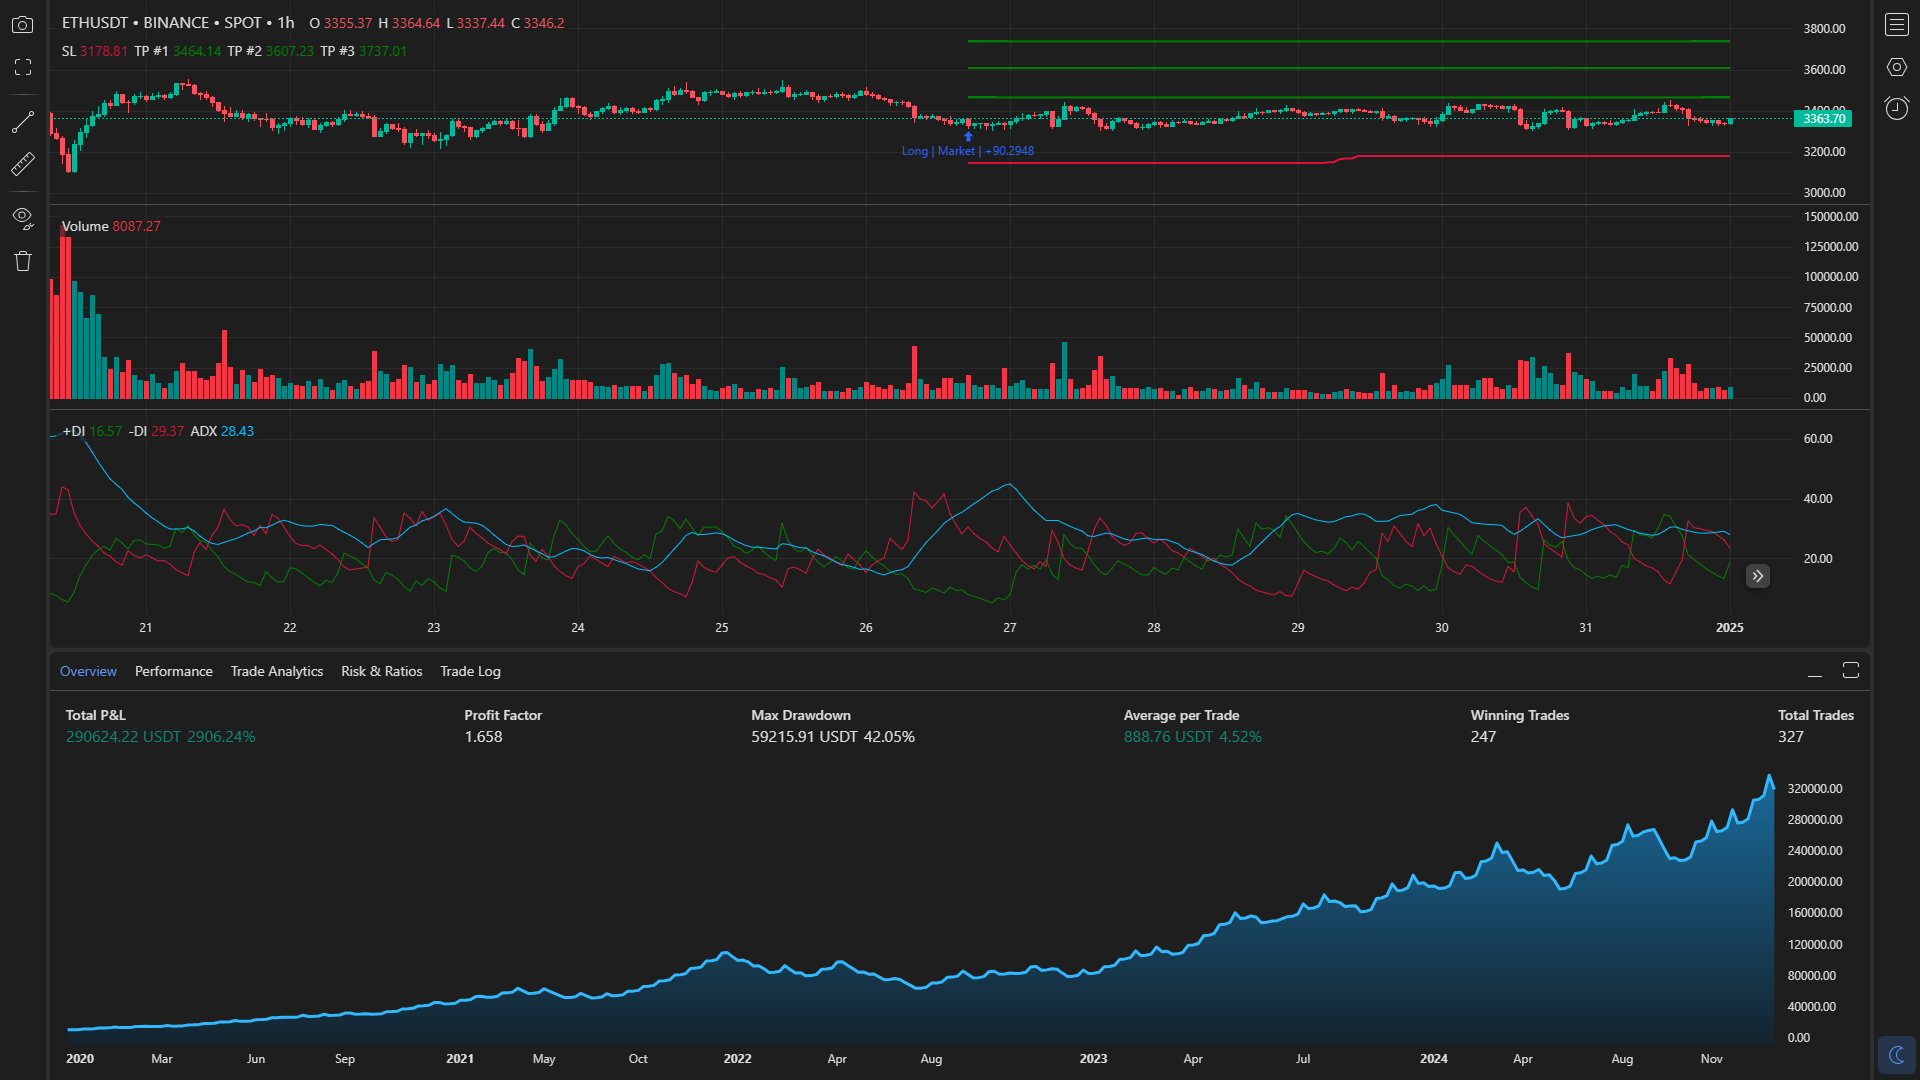 ETHUSDT • BINANCE • SPOT • 1h O 3355.37 H 3364.64 L 3337.44 C 3346.2
SL 3178.81 TP #1 3464.14 TP #2 3607.23 TP #3 3737.01
3800.00
3600.00
3400.00
3363.70
3200.00
3000.00
Long | Market | +90.2948
Volume 8087.27
150000.00
125000.00
100000.00
75000.00
50000.00
25000.00
0.00
+DI 16.57 -DI 29.37 ADX 28.43
60.00
40.00
20.00
21 22 23 24 25 26 27 28 29 30 31 2025
Overview Performance Trade Analytics Risk & Ratios Trade Log
Total P&L Profit Factor Max Drawdown Average per Trade Winning Trades Total Trades
290624.22 USDT 2906.24% 1.658 59215.91 USDT 42.05% 888.76 USDT 4.52% 247 327
320000.00
280000.00
240000.00
200000.00
160000.00
120000.00
80000.00
40000.00
0.00
2020 Mar Jun Sep 2021 May Oct 2022 Apr Aug 2023 Apr Jul 2024 Apr Aug Nov